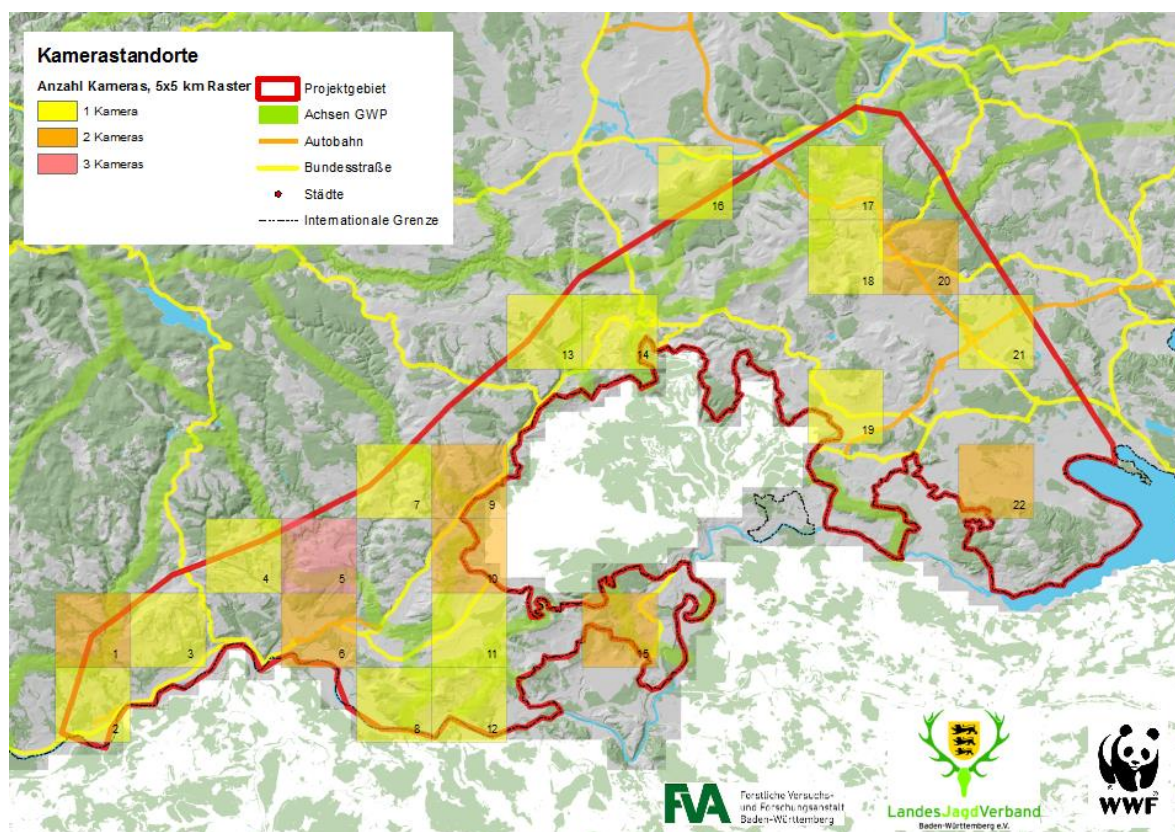 Kamerastandorte
Anzahl Kameras, 5x5 km Raster
1 Kamera
2 Kameras
3 Kameras
Projektgebiet
Achsen GWP
Autobahn
Bundesstraße
Städte
Internationale Grenze
16
17
18
20
13
14
21
19
7
9
22
4
5
10
1
3
6
11
15
2
8
12
FVA
Forstliche Versuchs-
und Forschungsanstalt
Baden-Württemberg
LandesJagdVerband
Baden-Württemberg e.V.
WWF